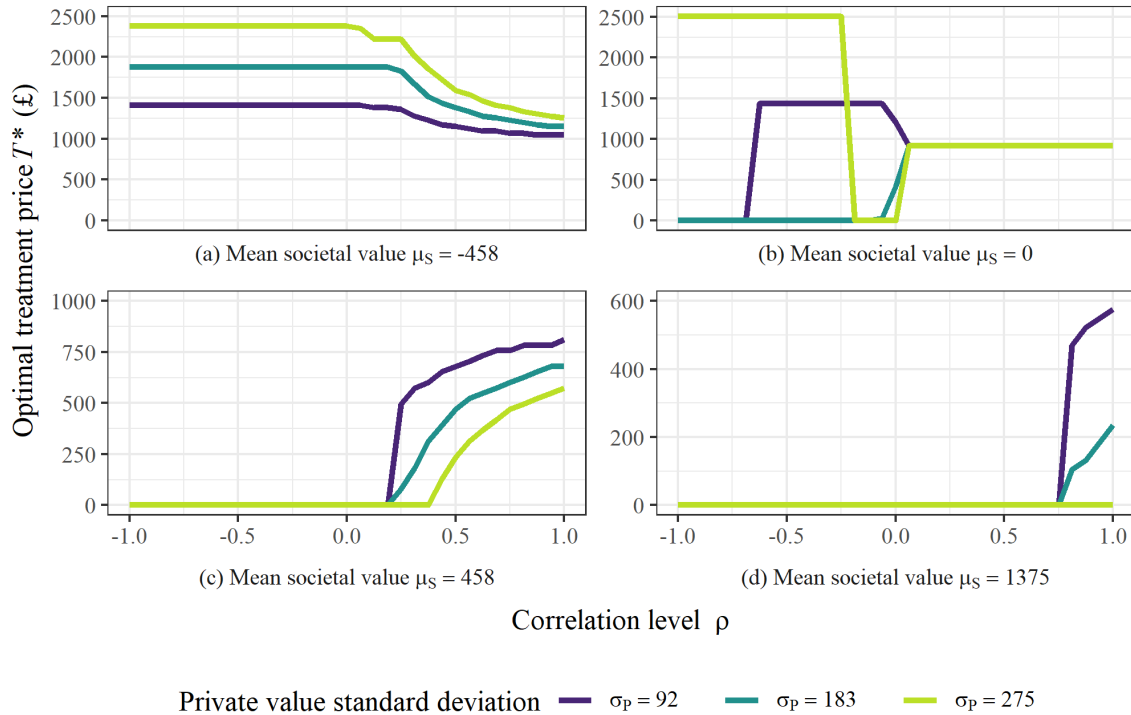 Optimal treatment price T* (£)
2500
2000
1500
1000
500
0
(a) Mean societal value μS = -458
2500
2000
1500
1000
500
0
(b) Mean societal value μS = 0
1000
750
500
250
0
-1.0 -0.5 0.0 0.5 1.0
(c) Mean societal value μS = 458
600
400
200
0
-1.0 -0.5 0.0 0.5 1.0
(d) Mean societal value μS = 1375
Correlation level ρ
Private value standard deviation σP = 92 σP = 183 σP = 275